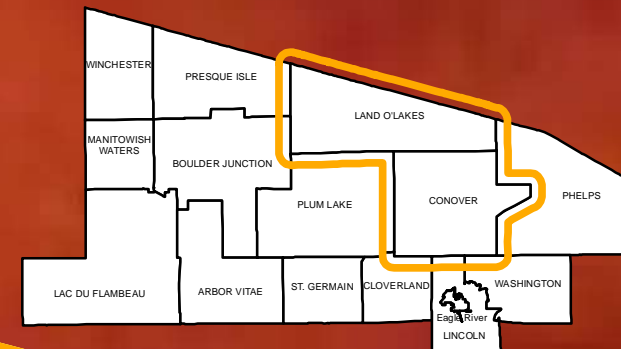 WINCHESTER
PRESQUE ISLE
LAND O'LAKES
MANITOWISH
WATERS
BOULDER JUNCTION
PLUM LAKE
CONOVER
PHELPS
LAC DU FLAMBEAU
ARBOR VITAE
ST. GERMAIN
CLOVERLAND
WASHINGTON
Eagle River
LINCOLN